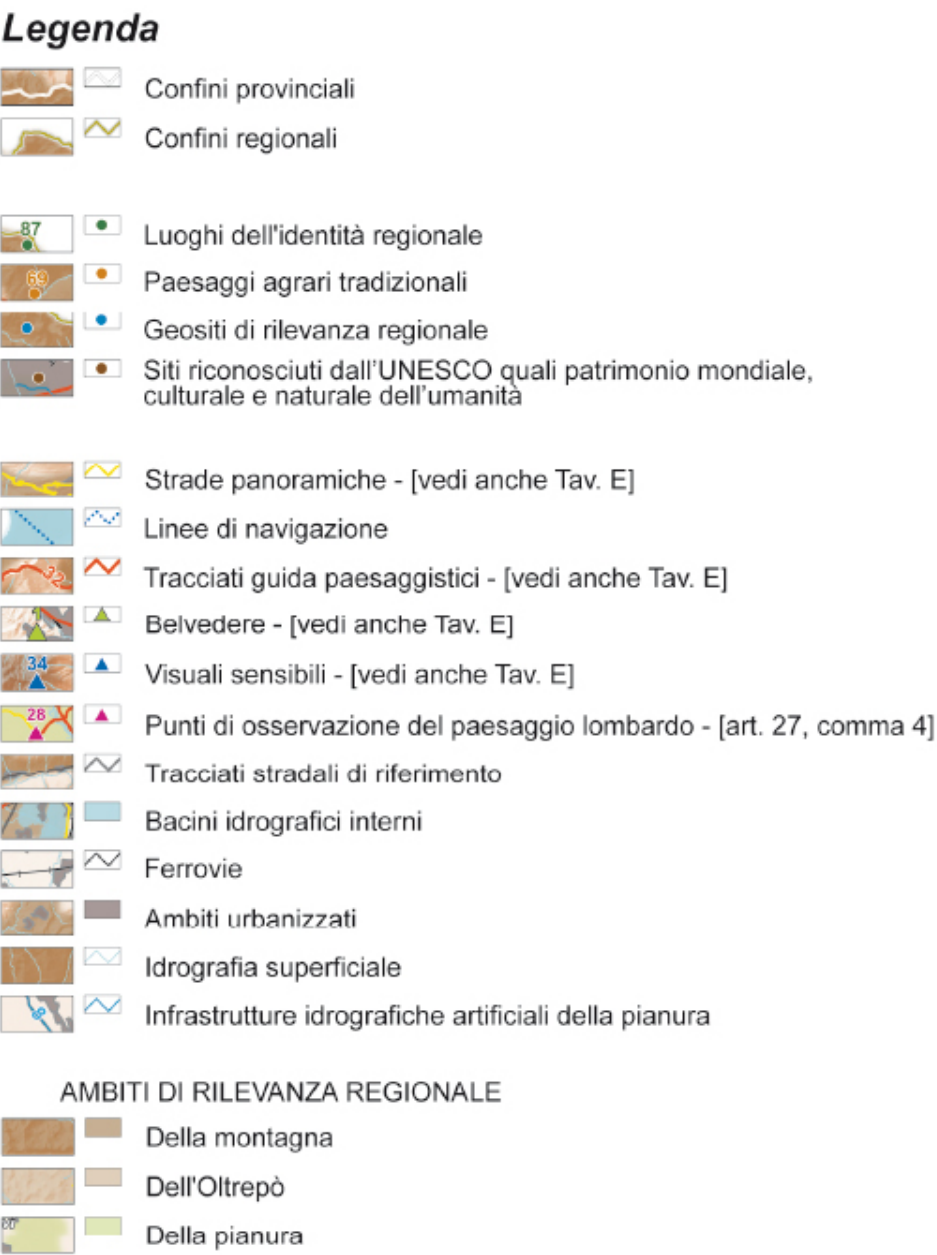 Legenda
Confini provinciali
Confini regionali
87
Luoghi dell'identità regionale
69
Paesaggi agrari tradizionali
Geositi di rilevanza regionale
Siti riconosciuti dall'UNESCO quali patrimonio mondiale,
culturale e naturale dell'umanità
Strade panoramiche - [vedi anche Tav. E]
Linee di navigazione
32
Tracciati guida paesaggistici - [vedi anche Tav. E]
Belvedere - [vedi anche Tav. E]
34
Visuali sensibili - [vedi anche Tav. E]
28
Punti di osservazione del paesaggio lombardo - [art. 27, comma 4]
Tracciati stradali di riferimento
Bacini idrografici interni
Ferrovie
Ambiti urbanizzati
Idrografia superficiale
Infrastrutture idrografiche artificiali della pianura
AMBITI DI RILEVANZA REGIONALE
Della montagna
Dell'Oltrepò
Della pianura